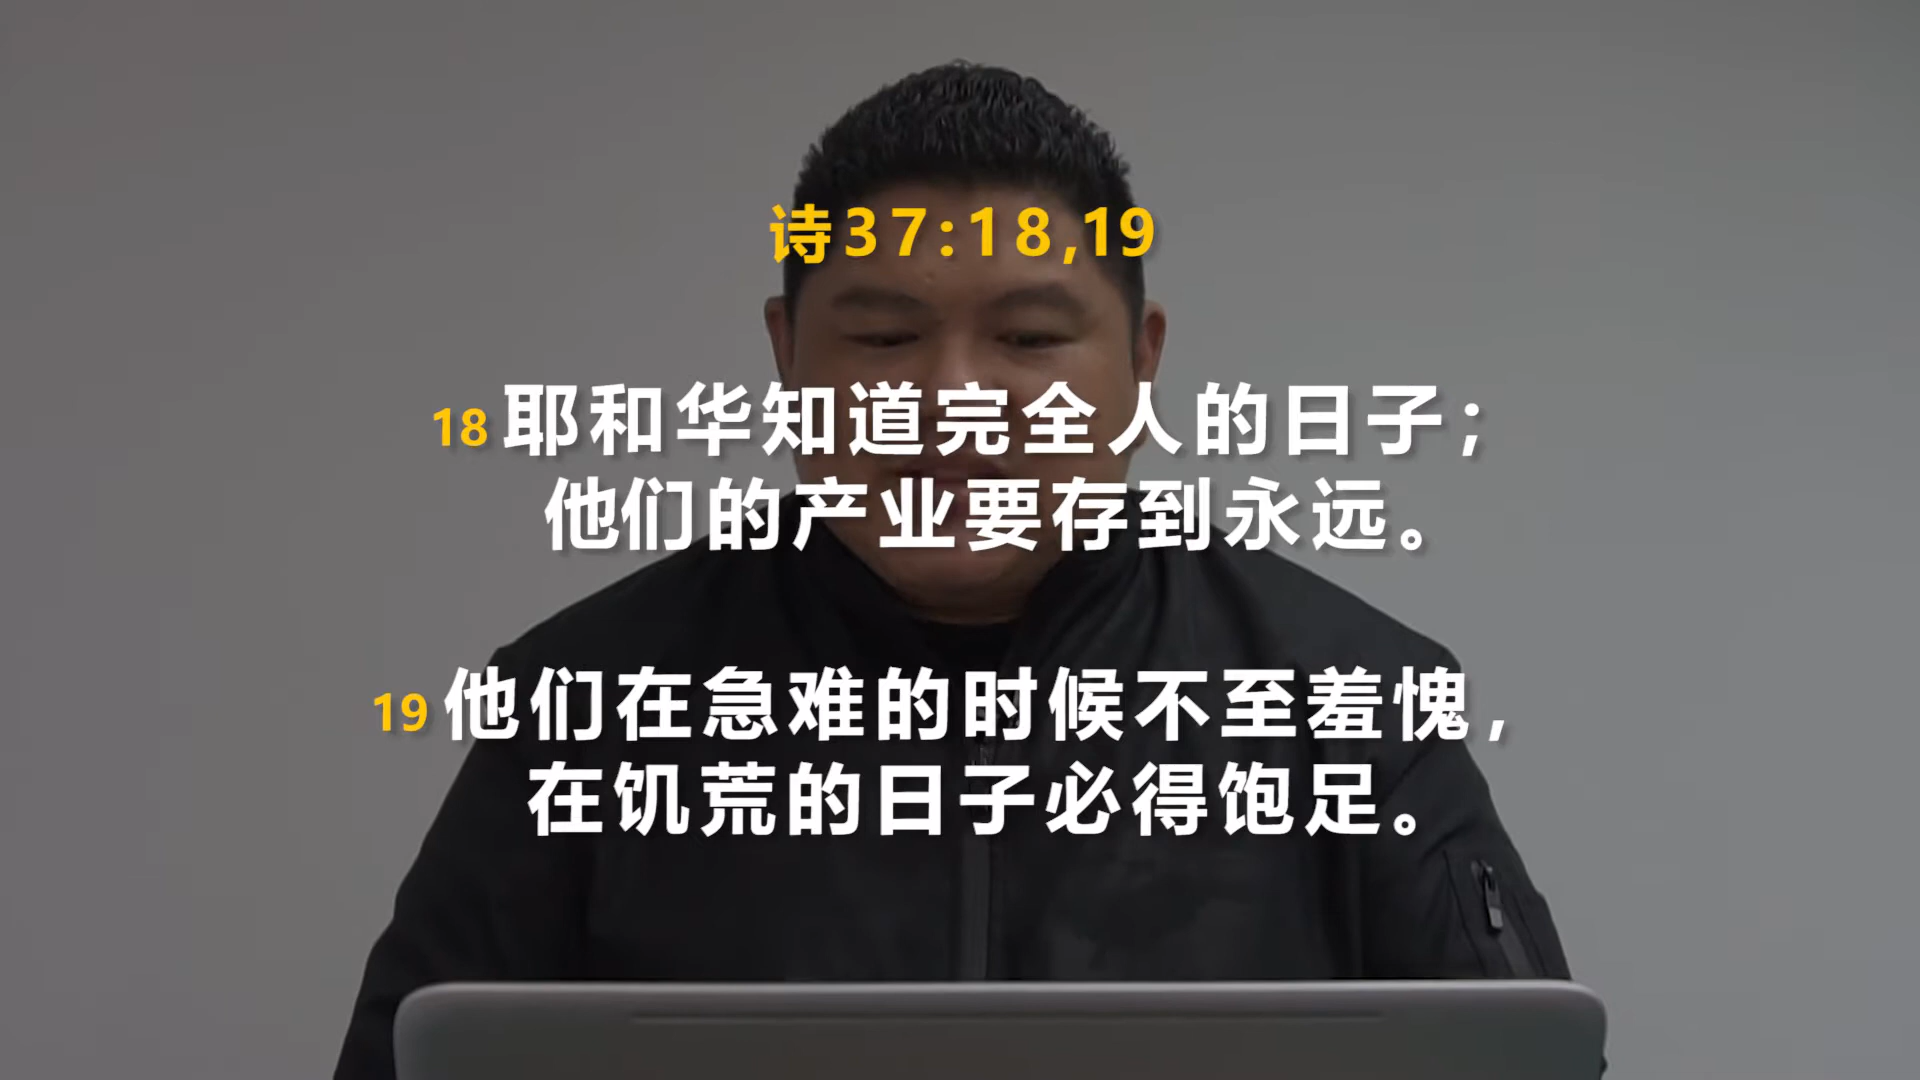 诗37:18,19
18 耶和华知道完全人的日子；
他们的产业要存到永远。
19 他们在急难的时候不至羞愧，
在饥荒的日子必得饱足。